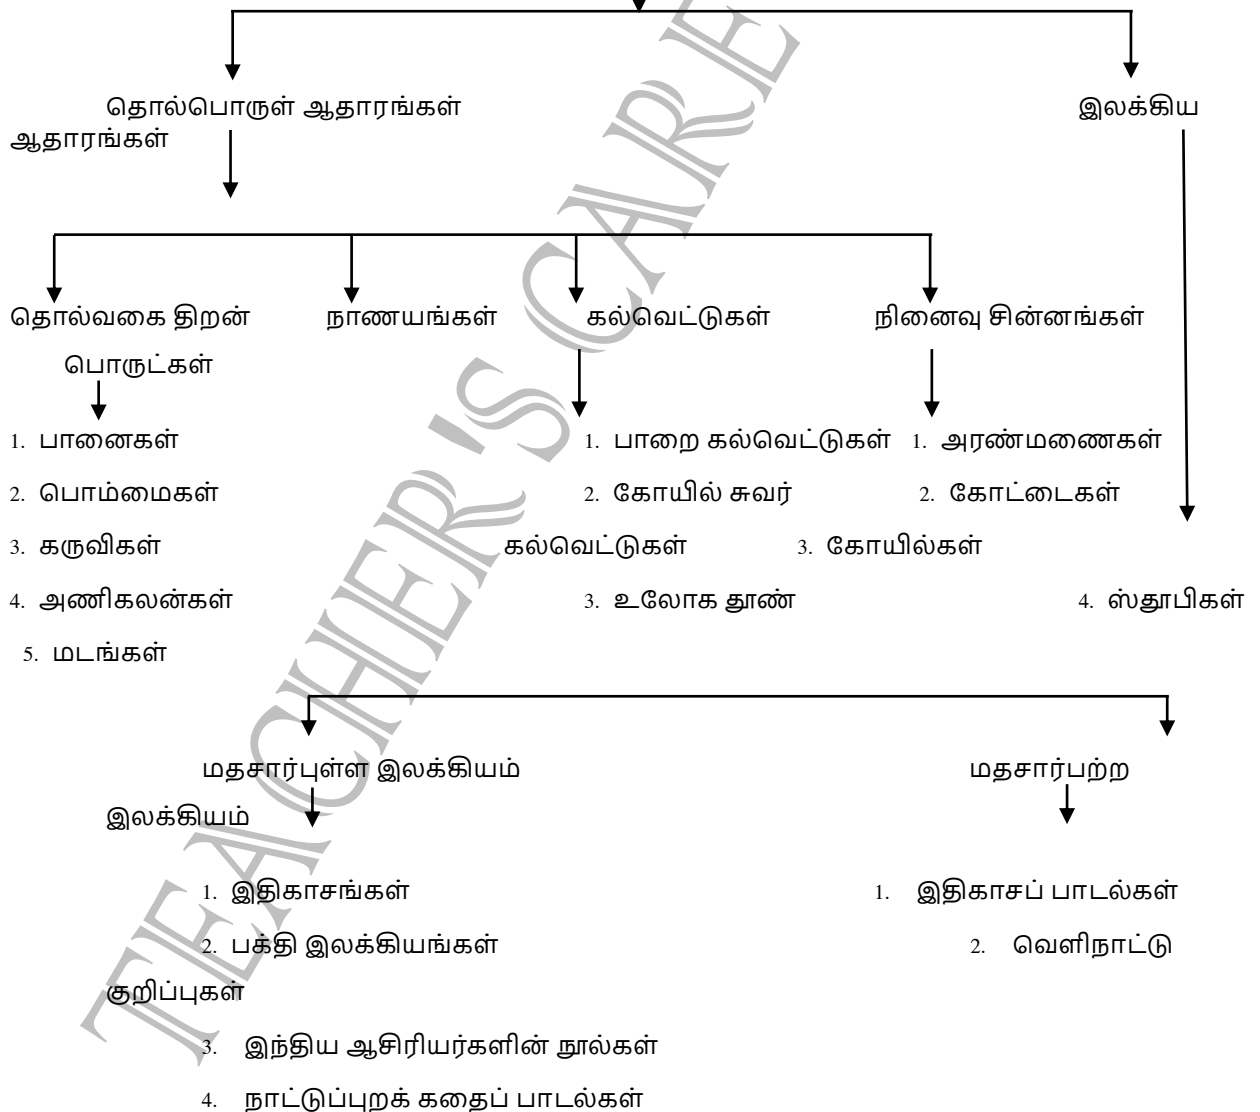 தொல்பொருள் ஆதாரங்கள் இலக்கிய
ஆதாரங்கள்
தொல்வகை திறன் நாணயங்கள் கல்வெட்டுகள் நினைவு சின்னங்கள்
பொருட்கள்
1. பானைகள் 1. பாறை கல்வெட்டுகள் 1. அரண்மணைகள்
2. பொம்மைகள் 2. கோயில் சுவர் 2. கோட்டைகள்
3. கருவிகள் கல்வெட்டுகள் 3. கோயில்கள்
4. அணிகலன்கள் 3. உலோக தூண் 4. ஸ்தூபிகள்
5. மடங்கள்
மதசார்புள்ள இலக்கியம் மதசார்பற்ற
இலக்கியம்
1. இதிகாசங்கள் 1. இதிகாசப் பாடல்கள்
2. பக்தி இலக்கியங்கள் 2. வெளிநாட்டு
குறிப்புகள்
3. இந்திய ஆசிரியர்களின் நூல்கள்
4. நாட்டுப்புறக் கதைப் பாடல்கள்
TEACHER'S CARE